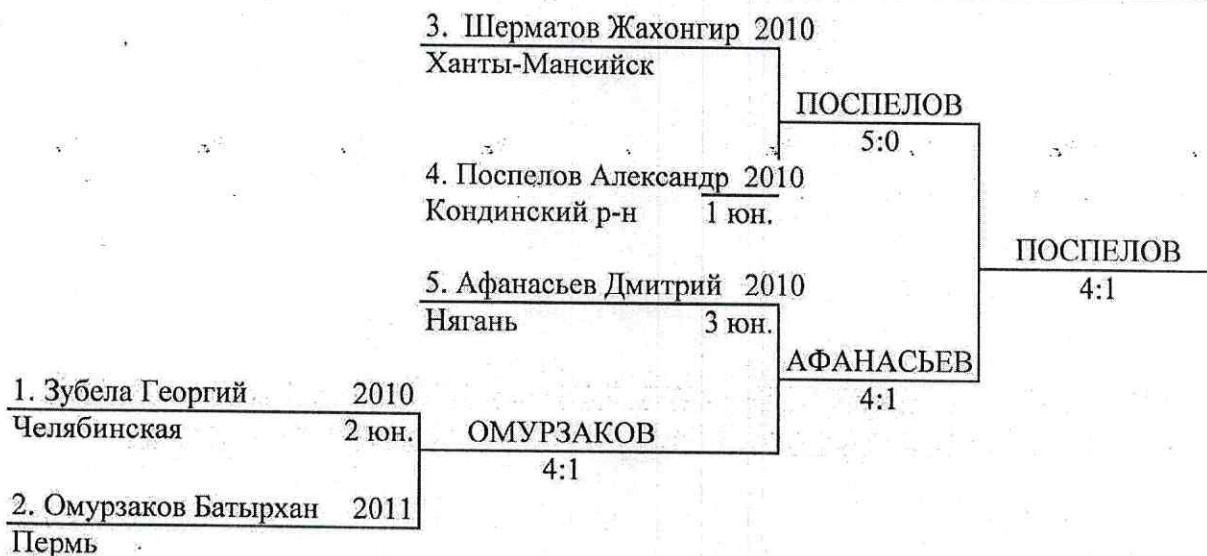 3. Шерматов Жахонгир 2010
Ханты-Мансийск
ПОСПЕЛОВ
5:0
4. Поспелов Александр 2010
Кондинский р-н 1 юн.
ПОСПЕЛОВ
4:1
5. Афанасьев Дмитрий 2010
Нягань 3 юн.
АФАНАСЬЕВ
4:1
1. Зубела Георгий 2010
Челябинская 2 юн.
ОМУРЗАКОВ
4:1
2. Омурзаков Батырхан 2011
Пермь